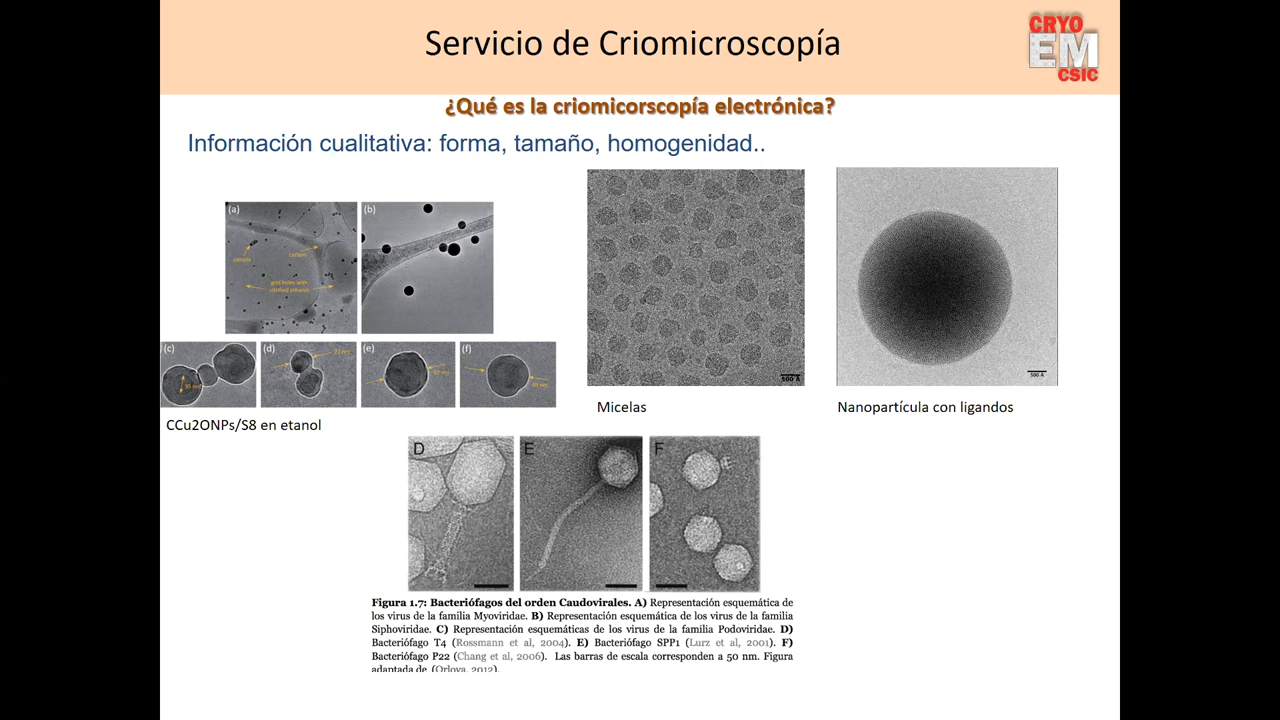 Servicio de Criomicroscopía
CRYO
EM
CSIC
¿Qué es la criomicorscopía electrónica?
Información cualitativa: forma, tamaño, homogenidad..
(a)
carbon
grid holes with
vitrified ethanol
(b)
(c)
(d)
(e)
(f)
CCu2ONPs/S8 en etanol
500 Å
Micelas
500 Å
Nanopartícula con ligandos
D
E
F
Figura 1.7: Bacteriófagos del orden Caudovirales. A) Representación esquemática de
los virus de la familia Myoviridae. B) Representación esquemática de los virus de la familia
Siphoviridae. C) Representación esquemáticas de los virus de la familia Podoviridae. D)
Bacteriófago T4 (Rossmann et al, 2004). E) Bacteriófago SPP1 (Lurz et al, 2001). F)
Bacteriófago P22 (Chang et al, 2006). Las barras de escala corresponden a 50 nm. Figura
adaptada de (Orlova, 2012).